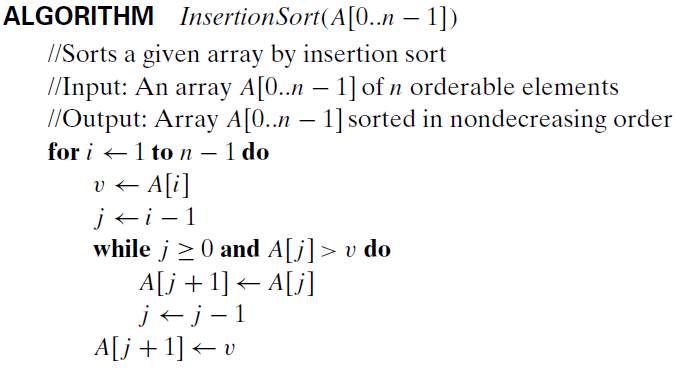 ALGORITHM InsertionSort(A[0..n − 1])
//Sorts a given array by insertion sort
//Input: An array A[0..n − 1] of n orderable elements
//Output: Array A[0..n − 1] sorted in nondecreasing order
for i ← 1 to n − 1 do
v ← A[i]
j ← i − 1
while j ≥ 0 and A[j] > v do
A[j + 1] ← A[j]
j ← j − 1
A[j + 1] ← v